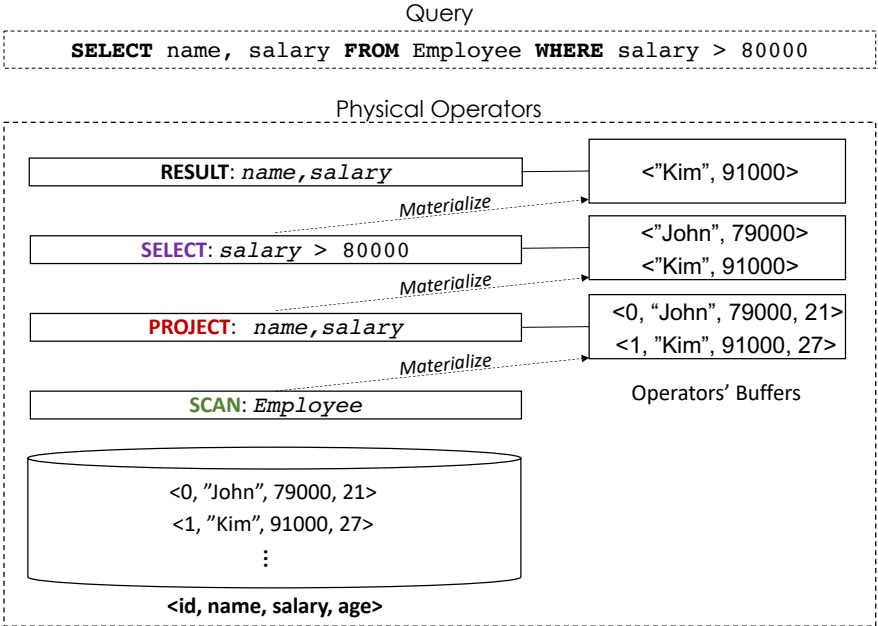 Query
SELECT name, salary FROM Employee WHERE salary > 80000
Physical Operators
RESULT: name,salary
<”Kim”, 91000>
Materialize
SELECT: salary > 80000
<”John”, 79000>
<”Kim”, 91000>
Materialize
PROJECT: name,salary
<0, “John”, 79000, 21>
<1, ”Kim”, 91000, 27>
Materialize
SCAN: Employee
Operators’ Buffers
<0, ”John”, 79000, 21>
<1, ”Kim”, 91000, 27>
⋮
<id, name, salary, age>